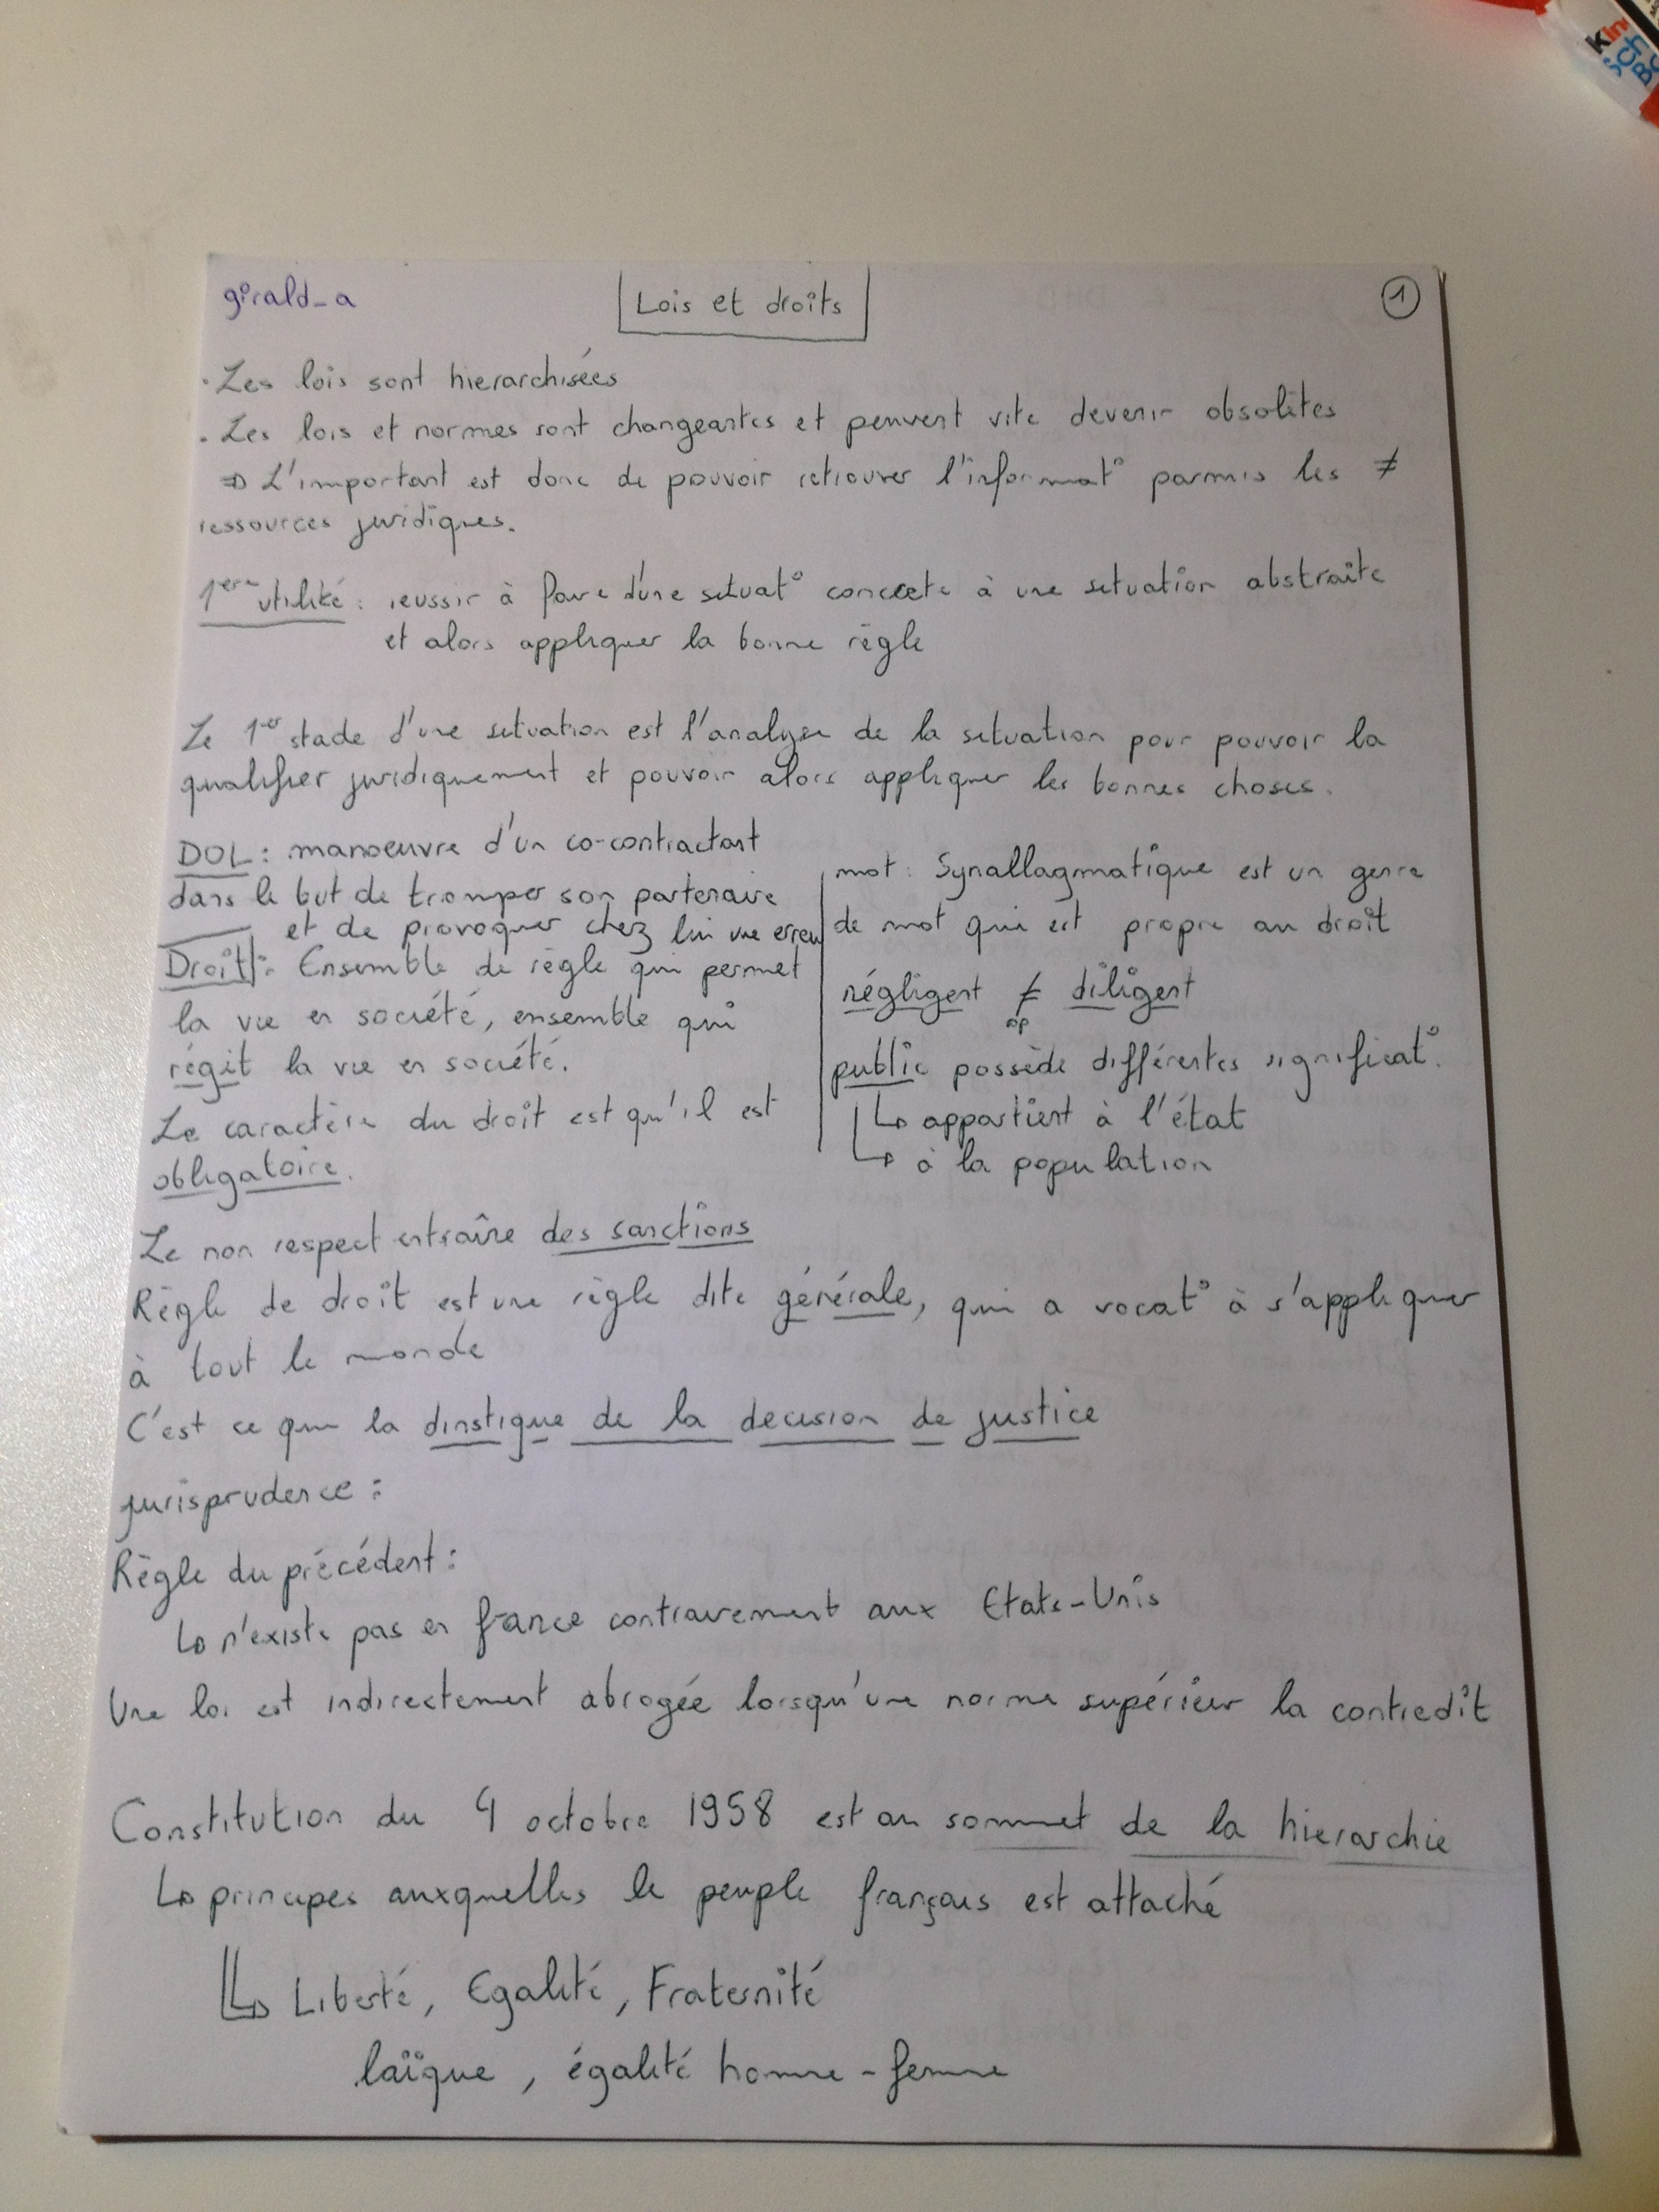 girald_a
Lois et droits
1
. Les lois sont hierarchisées
. Les lois et normes sont changeantes et peuvent vite devenir obsolètes
⇒ L'important est donc de pouvoir retrouver l'informat° parmis les ≠
ressources juridiques.
1ere utilité : reussir à faire d'une situat° concrete à une situation abstraite
et alors appliquer la bonne règle
Le 1er stade d'une situation est l'analyse de la situation pour pouvoir la
qualifier juridiquement et pouvoir alors appliquer les bonnes choses.
DOL : manoeuvre d'un co-contractant
dans le but de tromper son partenaire
et de provoquer chez lui une erreur
Droit : Ensemble de règle qui permet
la vie en société, ensemble qui
régit la vie en société.
Le caractère du droit est qu'il est
obligatoire.
mot : Synallagmatique est un genre
de mot qui est propre au droit
négligent ≠ diligent
op
public possède différentes significat°.
↳ appartient à l'état
↳ à la population
Le non respect entraîne des sanctions
Règle de droit est une règle dite générale, qui a vocat° à s'appliquer
à tout le monde
C'est ce qui la dinstigue de la decision de justice
jurisprudence :
Règle du précédent :
↳ n'existe pas en france contrairement aux Etats-Unis
Une loi est indirectement abrogée lorsqu'une norme supérieur la contredit
Constitution du 4 octobre 1958 est au sommet de la hierarchie
↳ principes auxquelles le peuple français est attaché
↳ Liberté, Egalité, Fraternité
laïque, égalité homme-femme
Kin
Sch
Bo